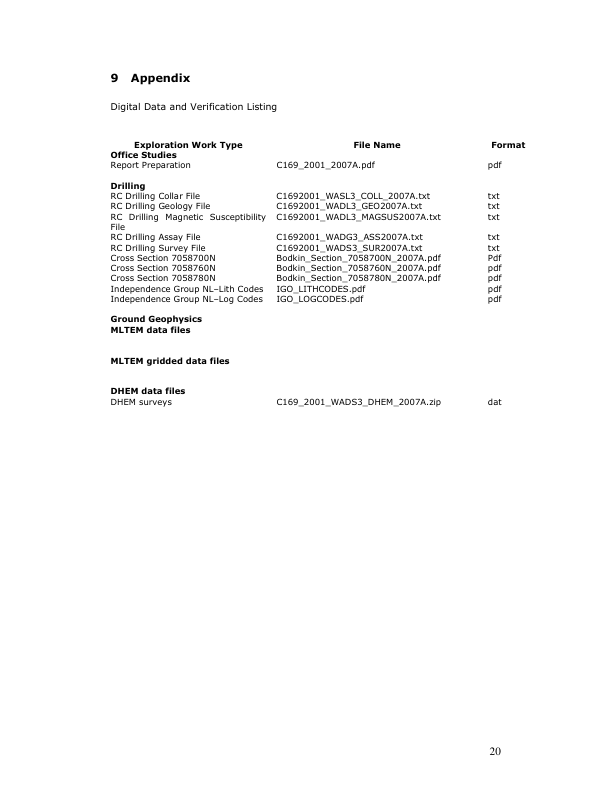 9 Appendix
Digital Data and Verification Listing
Exploration Work Type File Name Format
Office Studies
Report Preparation C169_2001_2007A.pdf pdf
Drilling
RC Drilling Collar File C1692001_WASL3_COLL_2007A.txt txt
RC Drilling Geology File C1692001_WADL3_GEO2007A.txt txt
RC Drilling Magnetic Susceptibility C1692001_WADL3_MAGSUS2007A.txt txt
File
RC Drilling Assay File C1692001_WADG3_ASS2007A.txt txt
RC Drilling Survey File C1692001_WADS3_SUR2007A.txt txt
Cross Section 7058700N Bodkin_Section_7058700N_2007A.pdf Pdf
Cross Section 7058760N Bodkin_Section_7058760N_2007A.pdf pdf
Cross Section 7058780N Bodkin_Section_7058780N_2007A.pdf pdf
Independence Group NL–Lith Codes IGO_LITHCODES.pdf pdf
Independence Group NL–Log Codes IGO_LOGCODES.pdf pdf
Ground Geophysics
MLTEM data files
MLTEM gridded data files
DHEM data files
DHEM surveys C169_2001_WADS3_DHEM_2007A.zip dat
20